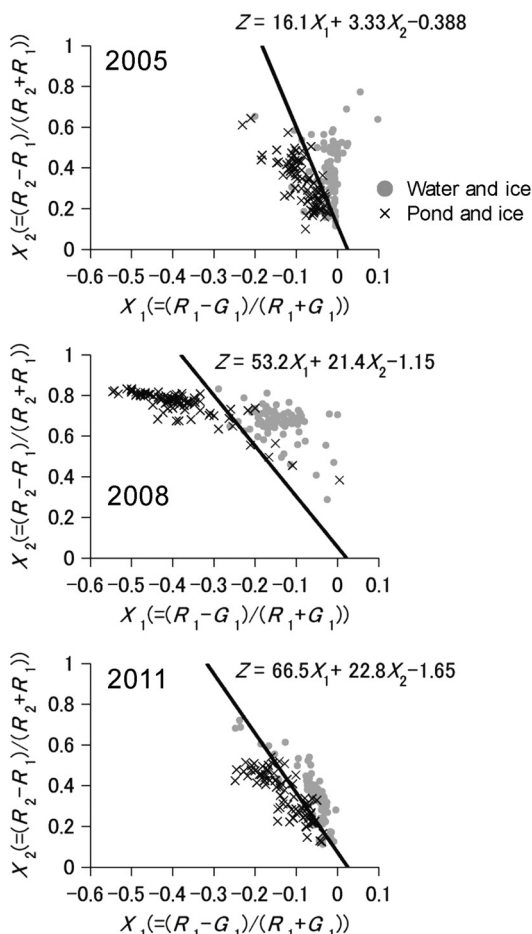 Z = 16.1X₁ + 3.33X₂−0.388
2005
X₂(=(R₂−R₁)/(R₂+R₁))
1
0.8
0.6
0.4
0.2
0
−0.6 −0.5 −0.4 −0.3 −0.2 −0.1 0 0.1
X₁(=(R₁−G₁)/(R₁+G₁))
Water and ice
Pond and ice
Z = 53.2X₁ + 21.4X₂−1.15
2008
X₂(=(R₂−R₁)/(R₂+R₁))
1
0.8
0.6
0.4
0.2
0
−0.6 −0.5 −0.4 −0.3 −0.2 −0.1 0 0.1
X₁(=(R₁−G₁)/(R₁+G₁))
Z = 66.5X₁ + 22.8X₂−1.65
2011
X₂(=(R₂−R₁)/(R₂+R₁))
1
0.8
0.6
0.4
0.2
0
−0.6 −0.5 −0.4 −0.3 −0.2 −0.1 0 0.1
X₁(=(R₁−G₁)/(R₁+G₁))